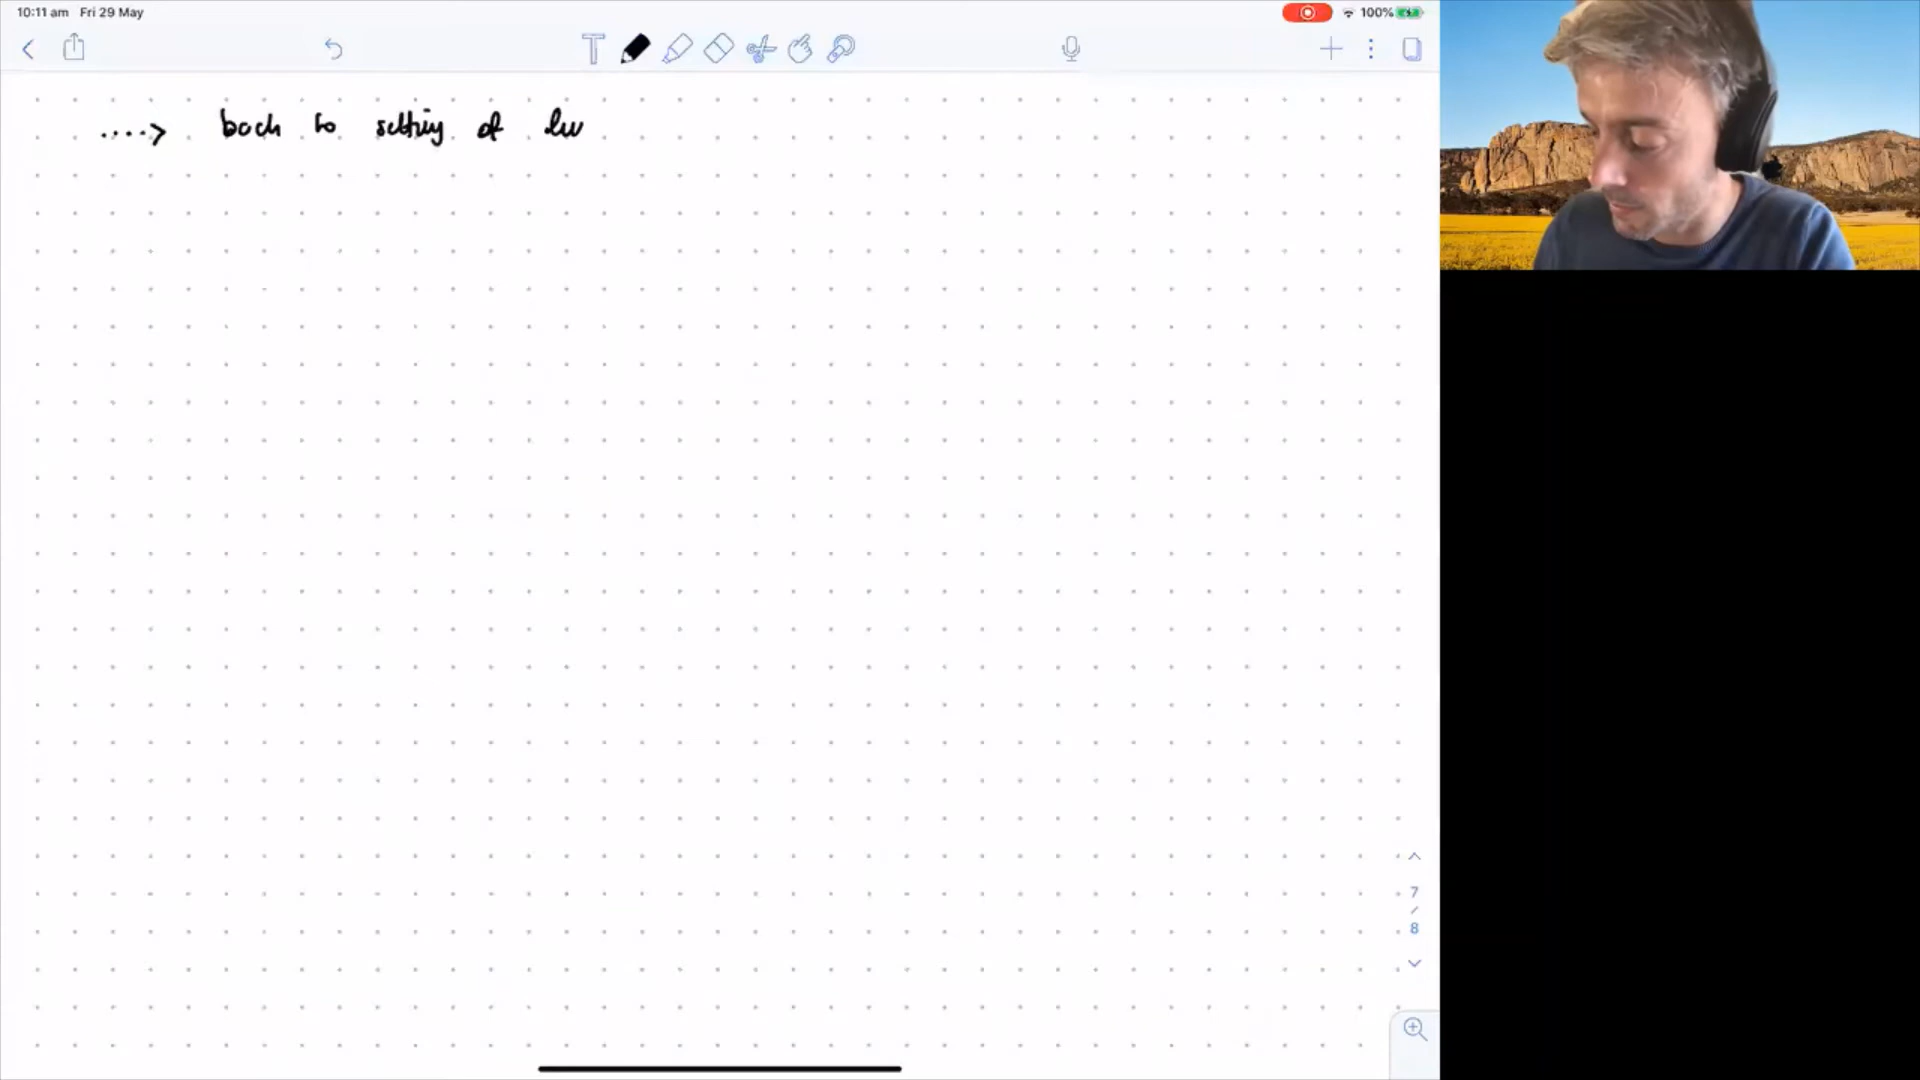 10:11 am Fri 29 May
100%
....> back to setting of
7
/
8